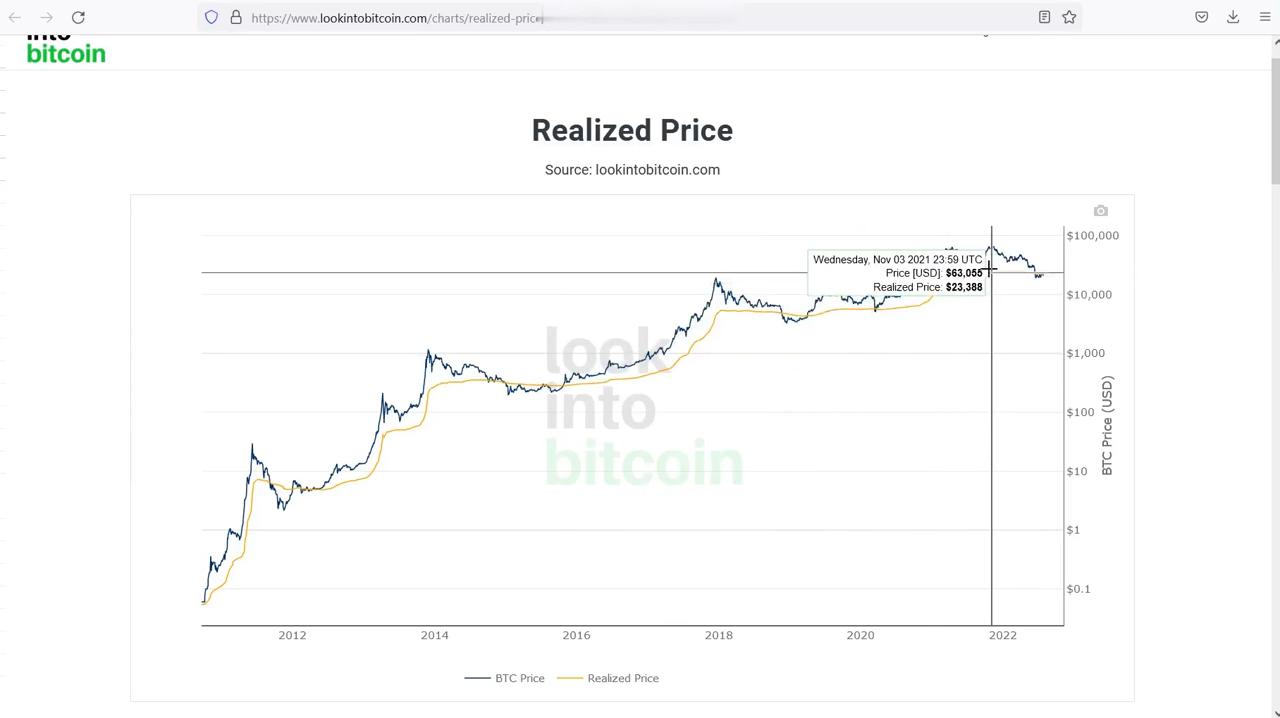 https://www.lookintobitcoin.com/charts/realized-price
into
bitcoin
Realized Price
Source: lookintobitcoin.com
$100,000
Wednesday, Nov 03 2021 23:59 UTC
Price [USD]: $63,055
Realized Price: $23,388
$10,000
$1,000
$100
$10
$1
$0.1
BTC Price (USD)
look
into
bitcoin
2012
2014
2016
2018
2020
2022
BTC Price
Realized Price